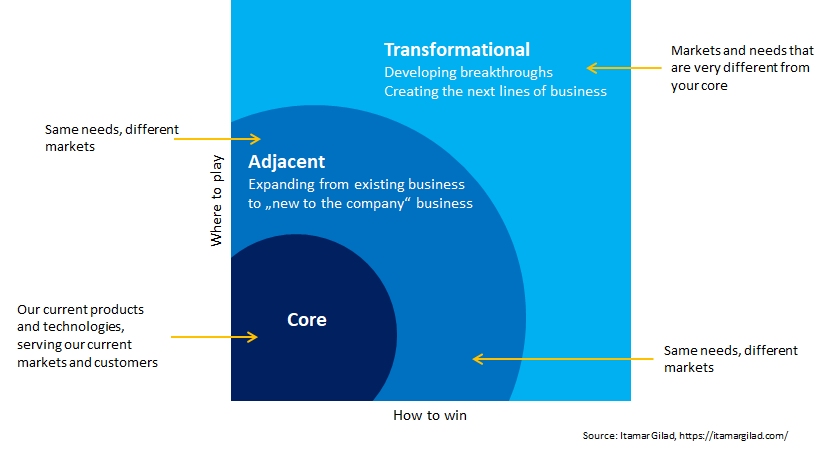 Transformational
Developing breakthroughs
Creating the next lines of business
Markets and needs that
are very different from
your core
Same needs, different
markets
Where to play
Adjacent
Expanding from existing business
to „new to the company“ business
Our current products
and technologies,
serving our current
markets and customers
Core
Same needs, different
markets
How to win
Source: Itamar Gilad, https://itamargilad.com/